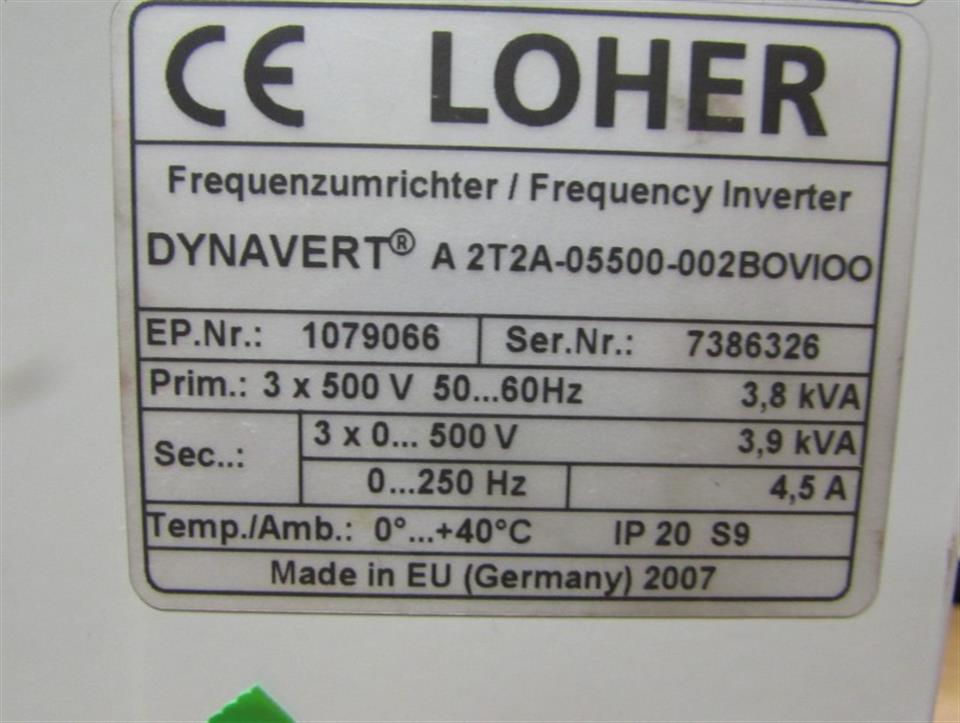 CE LOHER
Frequenzumrichter / Frequency Inverter
DYNAVERT® A 2T2A-05500-002BOVIOO
EP.Nr.: 1079066 Ser.Nr.: 7386326
Prim.: 3 x 500 V 50...60Hz 3,8 kVA
3 x 0... 500 V 3,9 kVA
Sec..:
0...250 Hz 4,5 A
Temp./Amb.: 0°...+40°C IP 20 S9
Made in EU (Germany) 2007